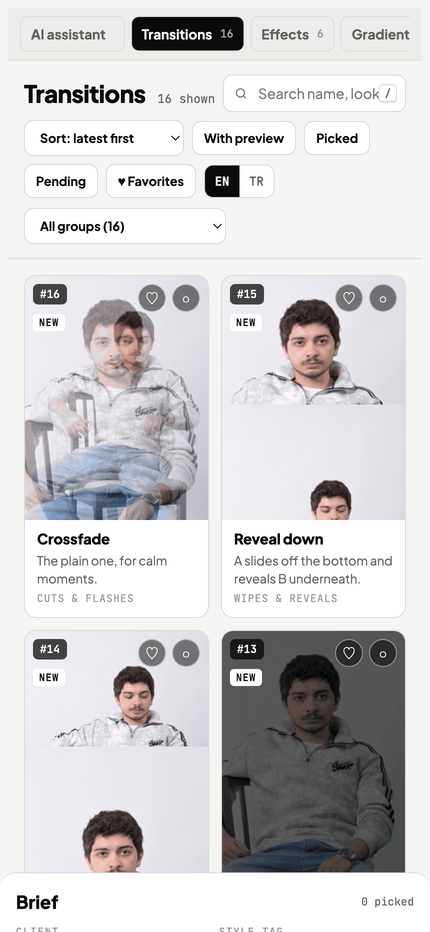 AI assistant Transitions 16 Effects 6 Gradient
Transitions 16 shown Search name, look /
Sort: latest first With preview Picked
Pending ♥ Favorites EN TR
All groups (16)
#16 #15
NEW NEW
Crossfade
The plain one, for calm
moments.
CUTS & FLASHES
Reveal down
A slides off the bottom and
reveals B underneath.
WIPES & REVEALS
#14 #13
NEW NEW
Brief 0 picked
CLIENT STYLE TAG